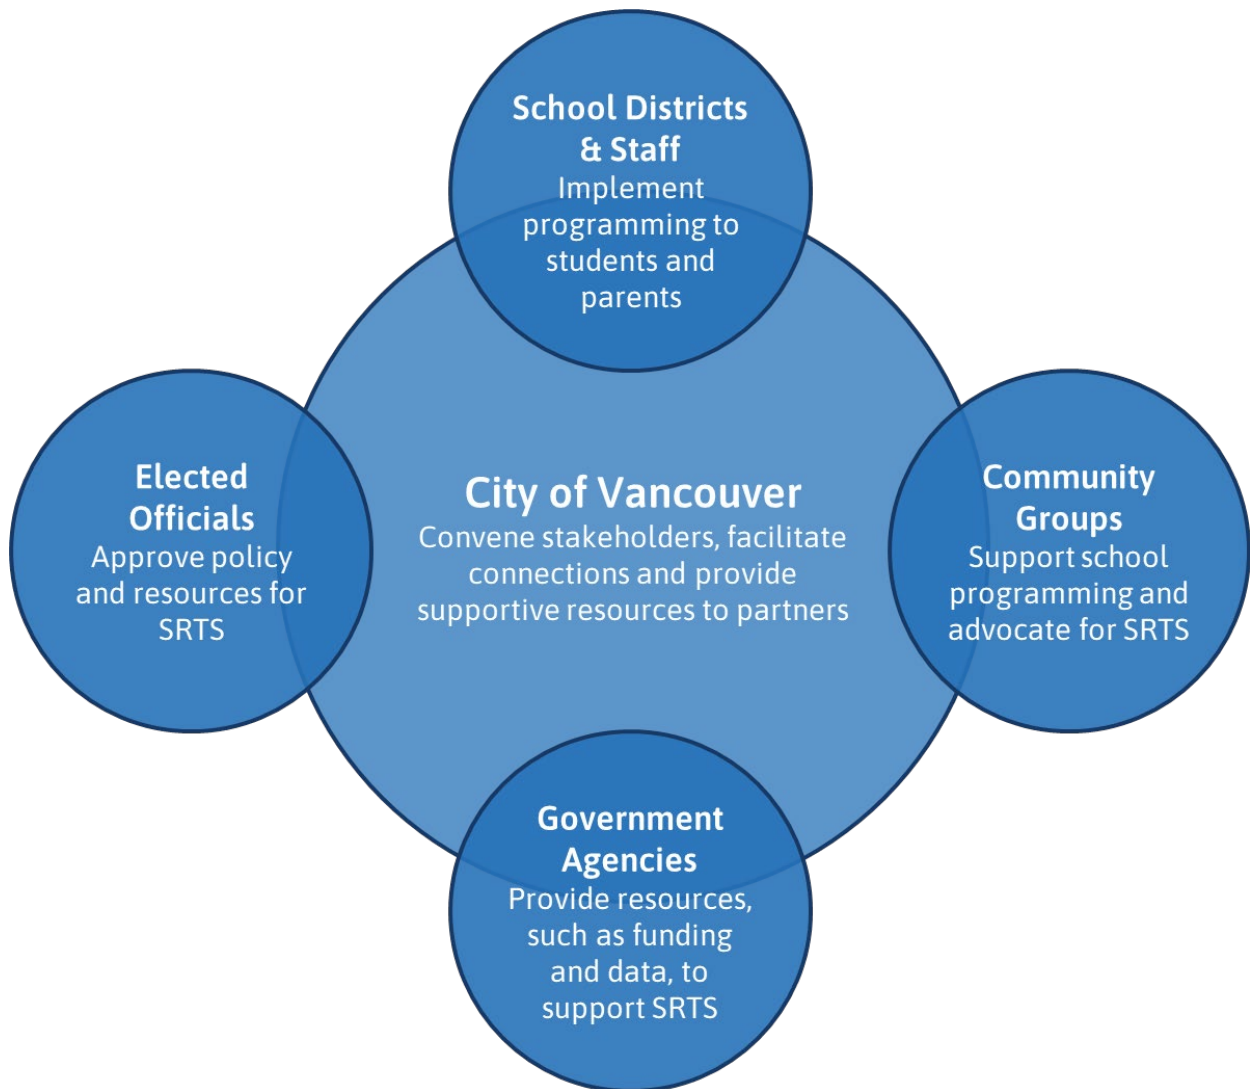 School Districts
& Staff
Implement
programming to
students and
parents
Elected
Officials
Approve policy
and resources for
SRTS
City of Vancouver
Convene stakeholders, facilitate
connections and provide
supportive resources to partners
Community
Groups
Support school
programming and
advocate for SRTS
Government
Agencies
Provide resources,
such as funding
and data, to
support SRTS